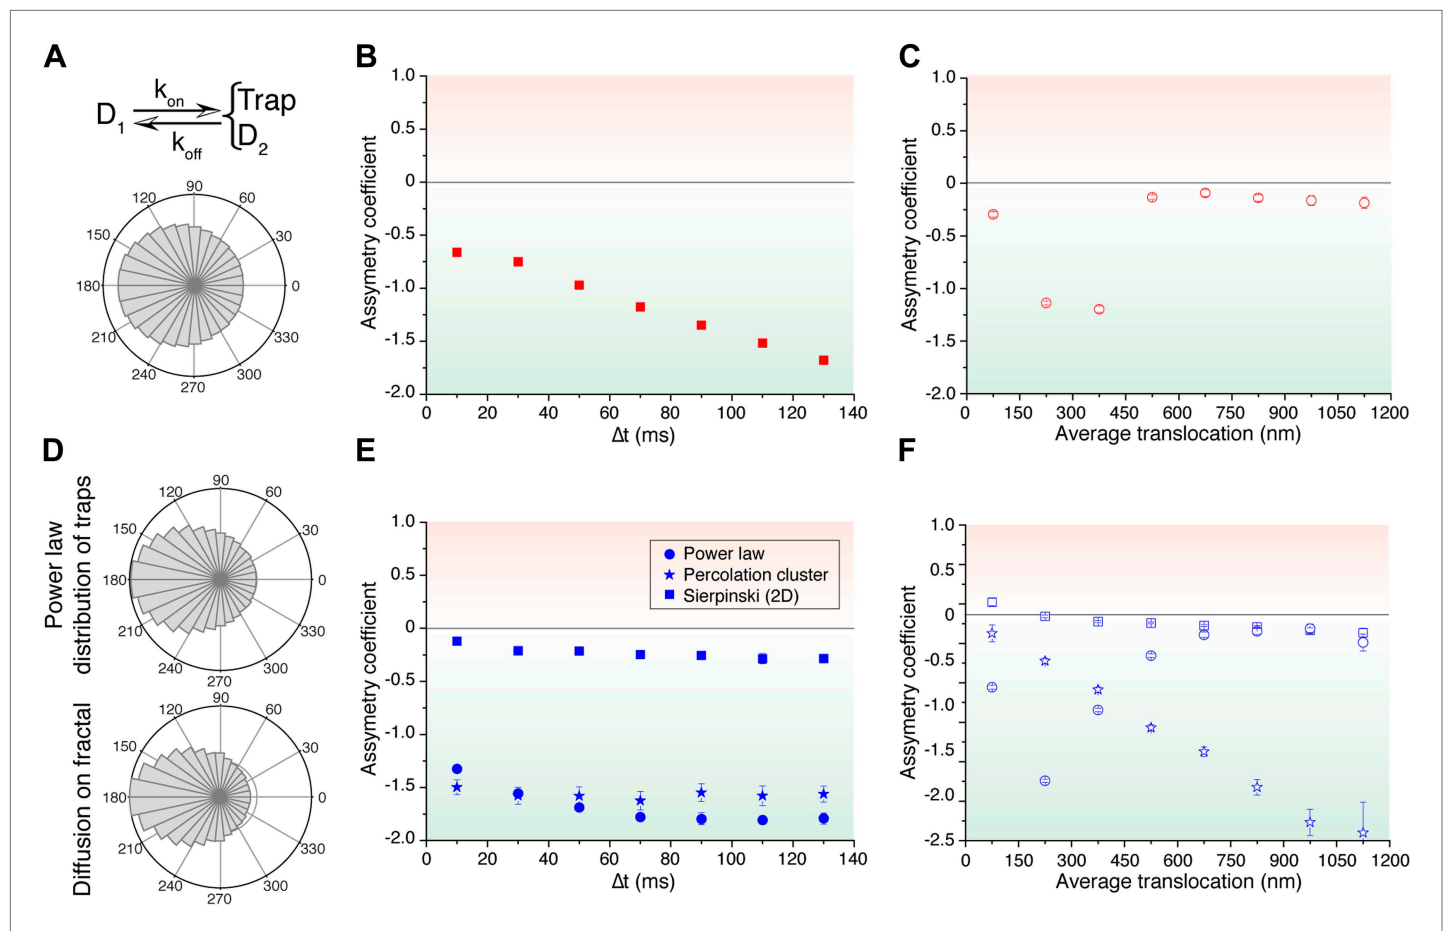 A
k on
D 1
k off
Trap
D 2
90
120 60
150 30
180 0
210 330
240 300
270
B
Assymetry coefficient
1.0
0.5
0
-0.5
-1.0
-1.5
-2.0
0 20 40 60 80 100 120 140
Δt (ms)
C
Assymetry coefficient
1.0
0.5
0
-0.5
-1.0
-1.5
-2.0
0 150 300 450 600 750 900 1050 1200
Average translocation (nm)
D
Power law
distribution of traps
90
120 60
150 30
180 0
210 330
240 300
270
Diffusion on fractal
90
120 60
150 30
180 0
210 330
240 300
270
E
Assymetry coefficient
1.0
0.5
0
-0.5
-1.0
-1.5
-2.0
Power law
Percolation cluster
Sierpinski (2D)
0 20 40 60 80 100 120 140
Δt (ms)
F
Assymetry coefficient
1.0
0.5
0
-0.5
-1.0
-1.5
-2.0
-2.5
0 150 300 450 600 750 900 1050 1200
Average translocation (nm)